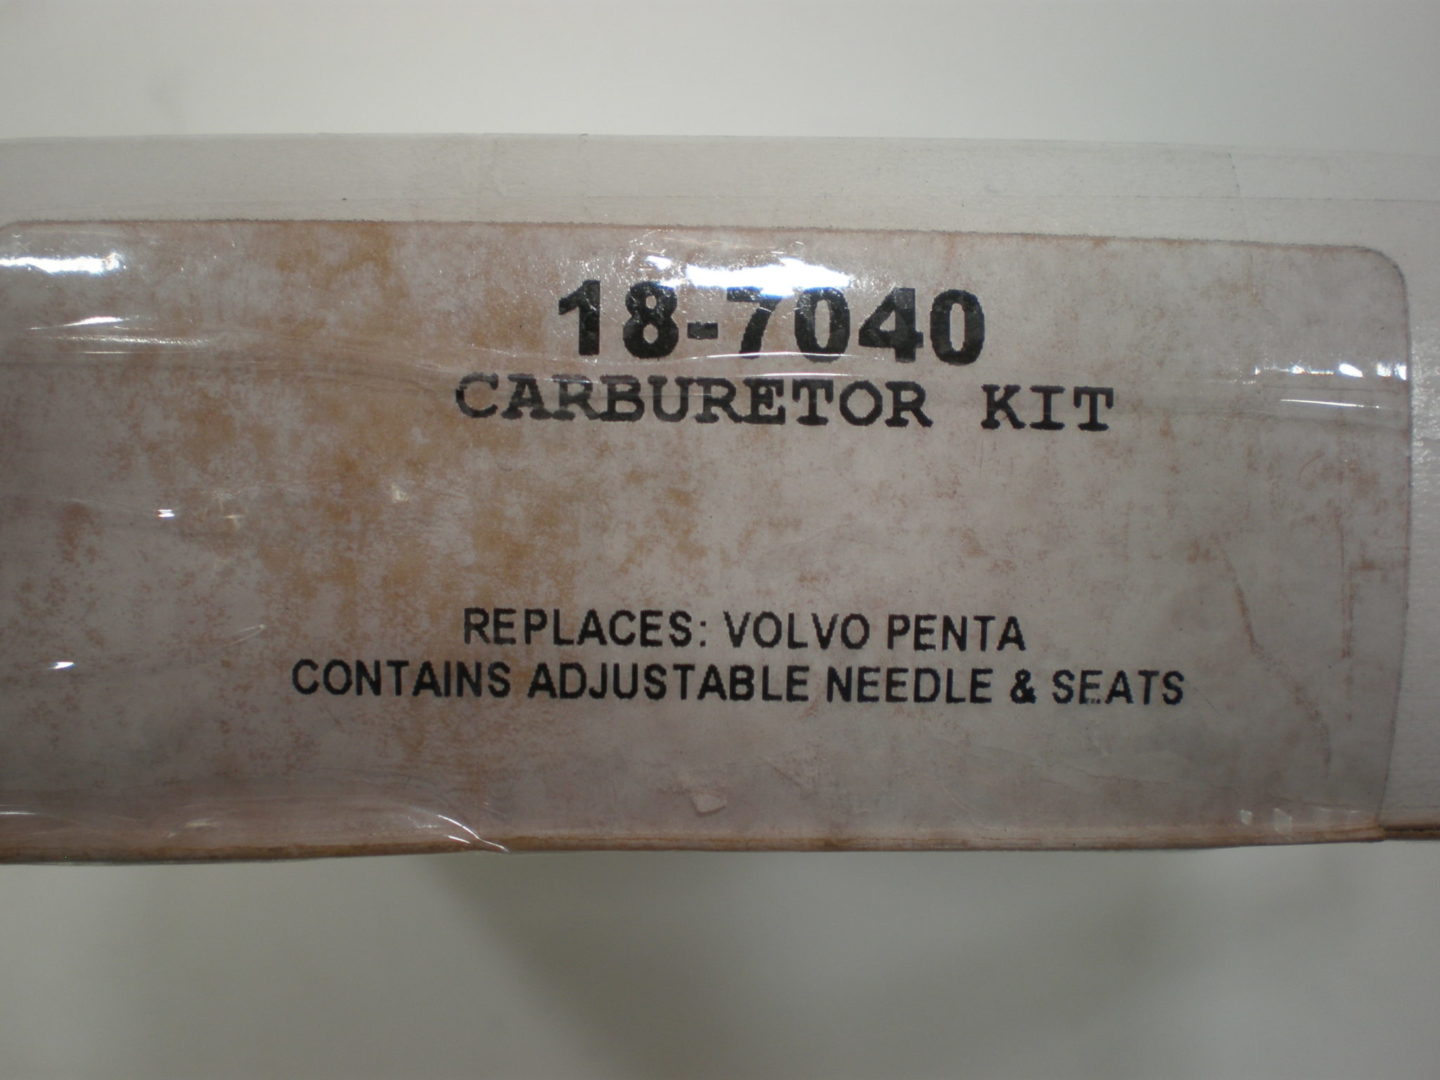 18-7040
CARBURETOR KIT
REPLACES: VOLVO PENTA
CONTAINS ADJUSTABLE NEEDLE & SEATS